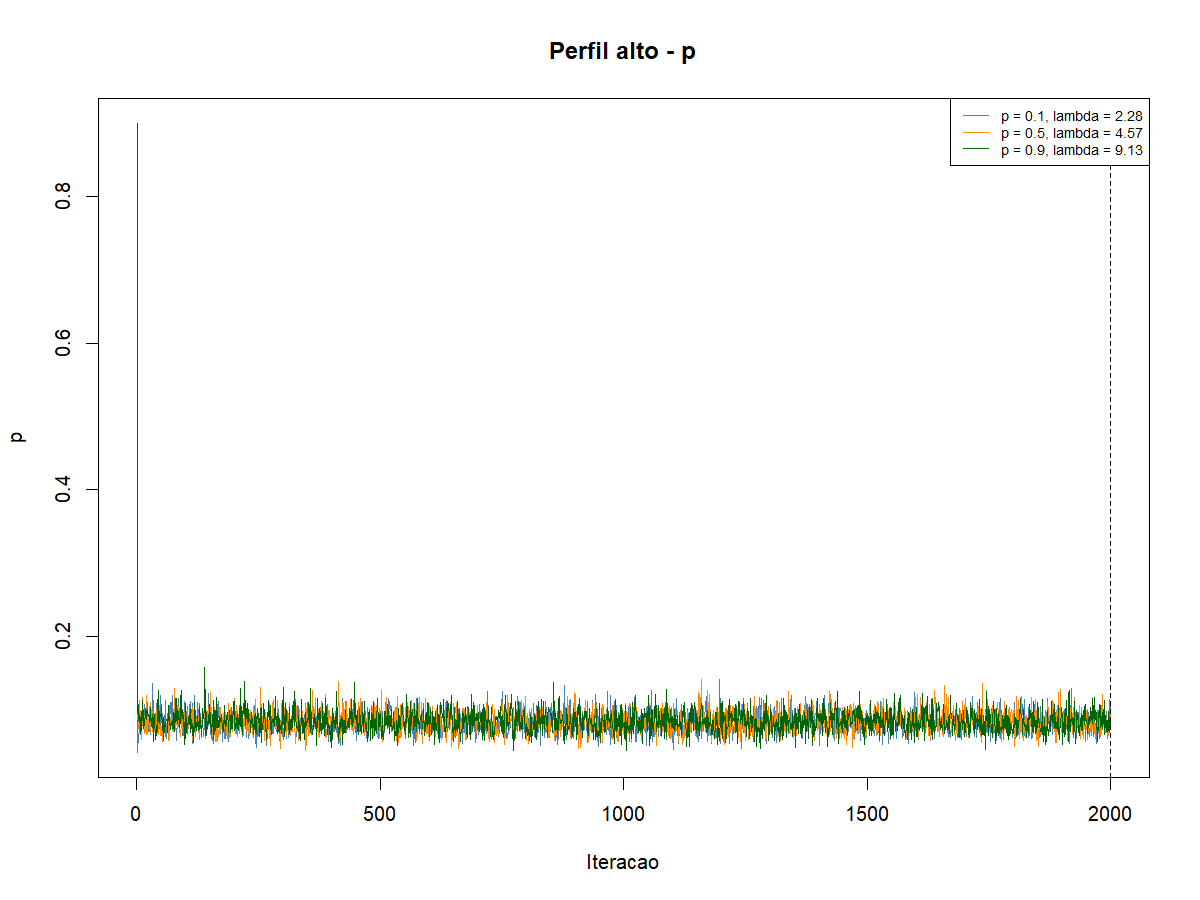 Perfil alto - p
p = 0.1, lambda = 2.28
p = 0.5, lambda = 4.57
p = 0.9, lambda = 9.13
p
0.8
0.6
0.4
0.2
0 500 1000 1500 2000
Iteracao